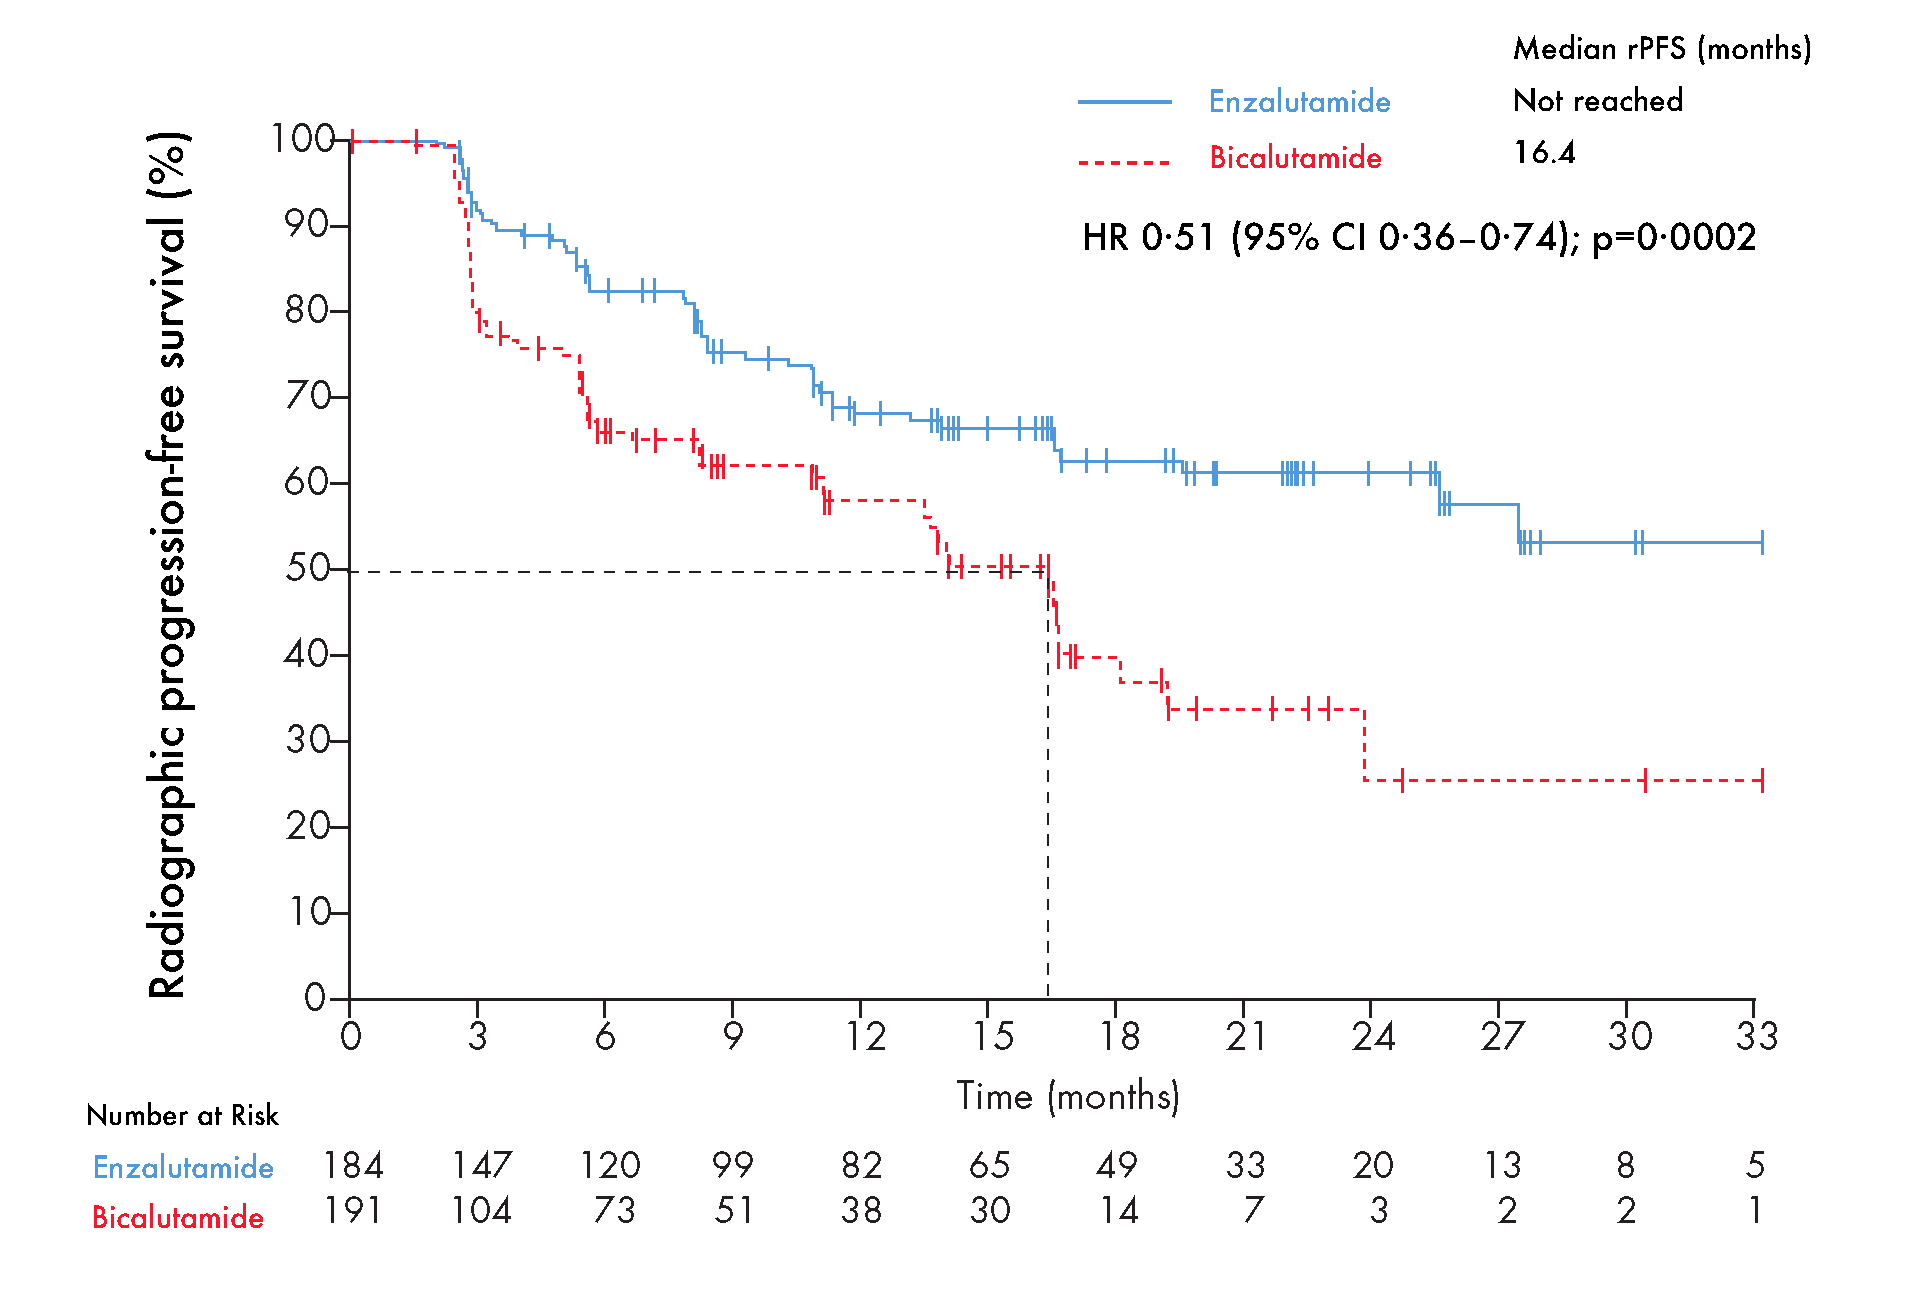 Median rPFS (months)
Enzalutamide Not reached
Bicalutamide 16.4
HR 0·51 (95% CI 0·36–0·74); p=0·0002
Radiographic progression-free survival (%)
100
90
80
70
60
50
40
30
20
10
0
0 3 6 9 12 15 18 21 24 27 30 33
Time (months)
Number at Risk
Enzalutamide 184 147 120 99 82 65 49 33 20 13 8 5
Bicalutamide 191 104 73 51 38 30 14 7 3 2 2 1